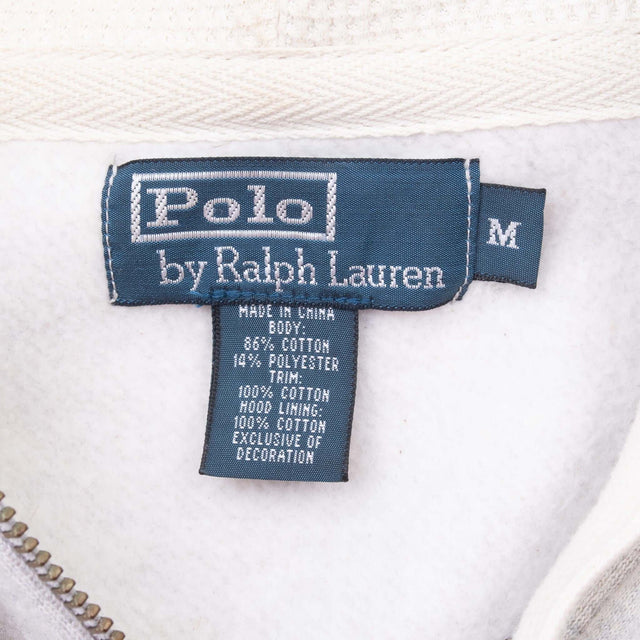 Polo
by Ralph Lauren
M
MADE IN CHINA
BODY:
86% COTTON
14% POLYESTER
TRIM:
100% COTTON
HOOD LINING:
100% COTTON
EXCLUSIVE OF
DECORATION